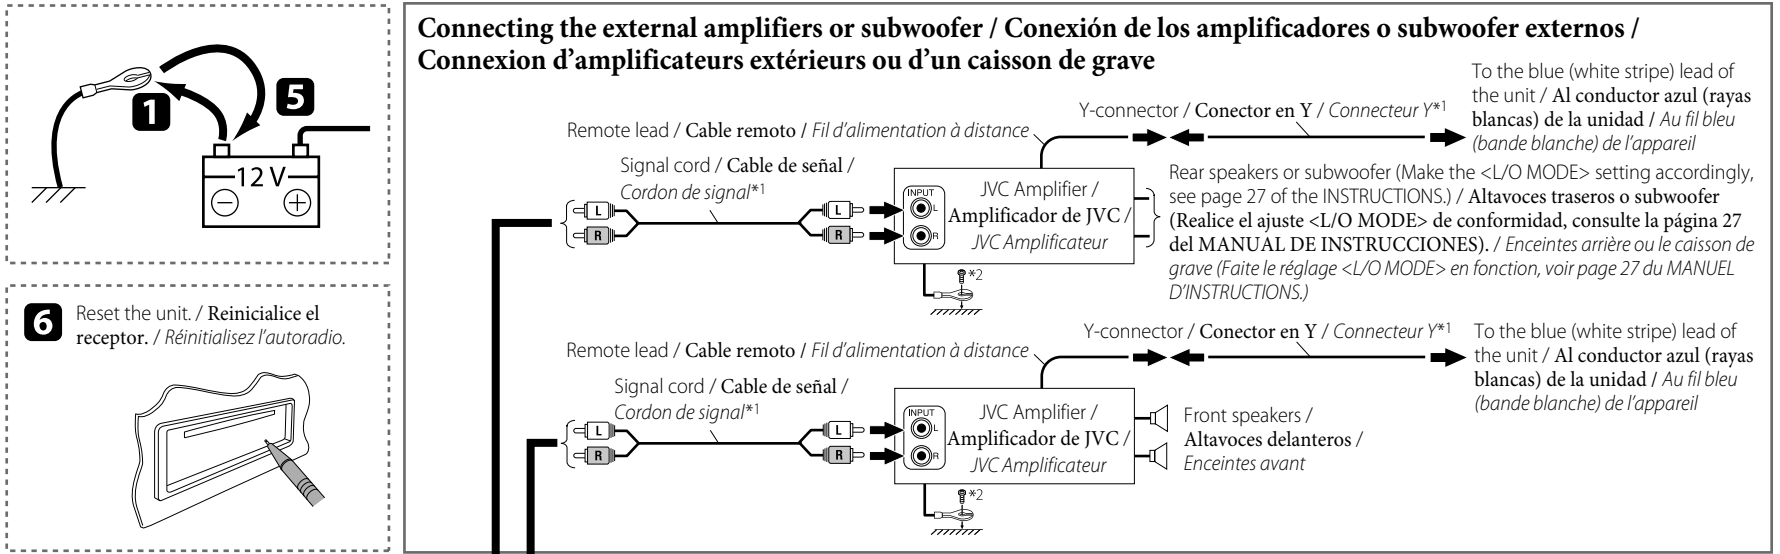 1
5
12 V
6
Reset the unit. / Reinicialice el
receptor. / Réinitialisez l'autoradio.
Connecting the external amplifiers or subwoofer / Conexión de los amplificadores o subwoofer externos /
Connexion d'amplificateurs extérieurs ou d'un caisson de grave
Remote lead / Cable remoto / Fil d'alimentation à distance
Y-connector / Conector en Y / Connecteur Y*1
To the blue (white stripe) lead of
the unit / Al conductor azul (rayas
blancas) de la unidad / Au fil bleu
(bande blanche) de l'appareil
Signal cord / Cable de señal /
Cordon de signal*1
L
R
L
R
INPUT
L
R
JVC Amplifier /
Amplificador de JVC /
JVC Amplificateur
*2
Rear speakers or subwoofer (Make the <L/O MODE> setting accordingly,
see page 27 of the INSTRUCTIONS.) / Altavoces traseros o subwoofer
(Realice el ajuste <L/O MODE> de conformidad, consulte la página 27
del MANUAL DE INSTRUCCIONES). / Enceintes arrière ou le caisson de
grave (Faite le réglage <L/O MODE> en fonction, voir page 27 du MANUEL
D'INSTRUCTIONS.)
Remote lead / Cable remoto / Fil d'alimentation à distance
Y-connector / Conector en Y / Connecteur Y*1
To the blue (white stripe) lead of
the unit / Al conductor azul (rayas
blancas) de la unidad / Au fil bleu
(bande blanche) de l'appareil
Signal cord / Cable de señal /
Cordon de signal*1
L
R
L
R
INPUT
L
R
JVC Amplifier /
Amplificador de JVC /
JVC Amplificateur
*2
Front speakers /
Altavoces delanteros /
Enceintes avant